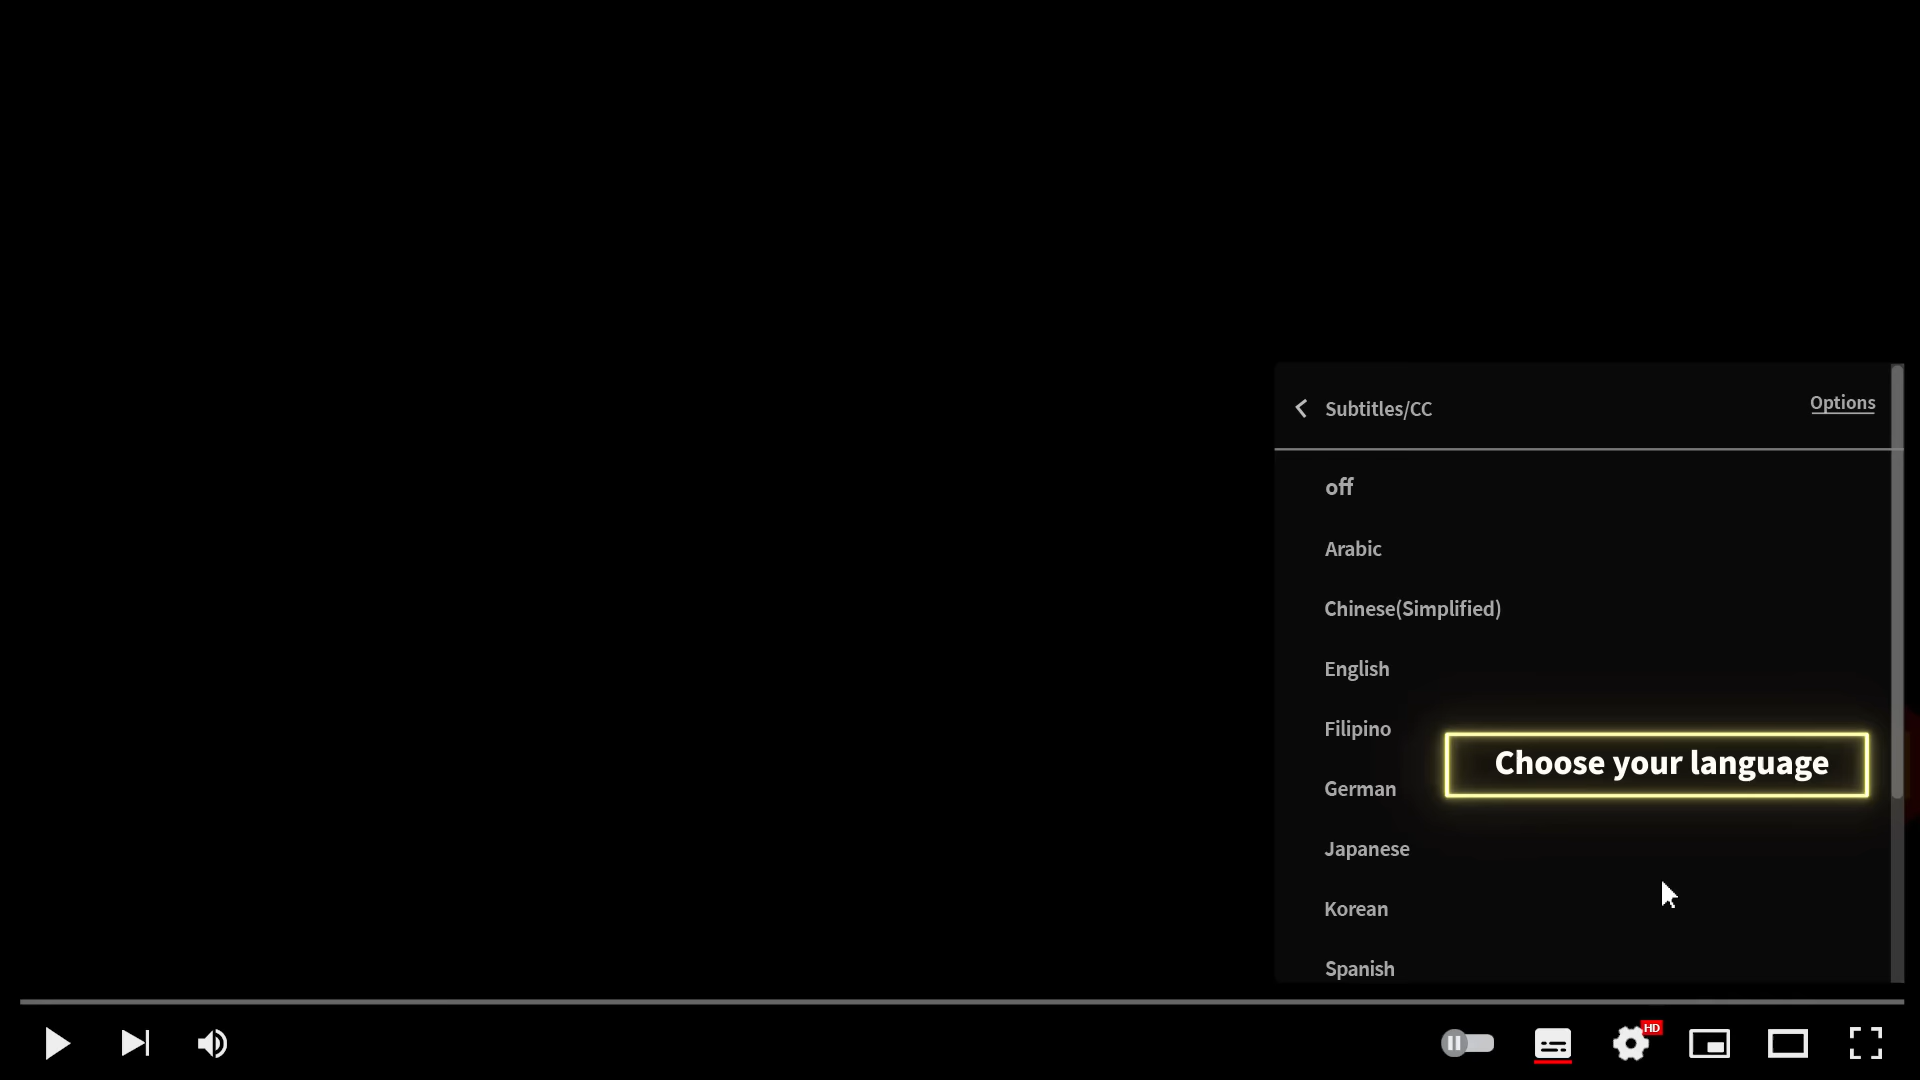 Subtitles/CC
Options
off
Arabic
Chinese(Simplified)
English
Filipino
Choose your language
German
Japanese
Korean
Spanish
HD